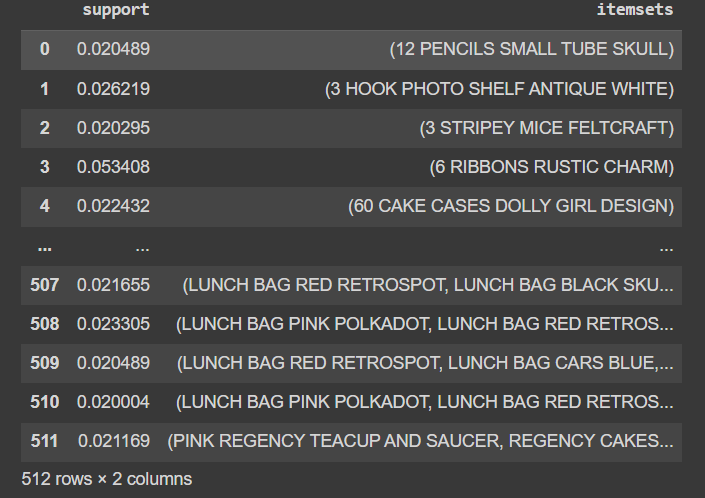 support itemsets
0 0.020489 (12 PENCILS SMALL TUBE SKULL)
1 0.026219 (3 HOOK PHOTO SHELF ANTIQUE WHITE)
2 0.020295 (3 STRIPEY MICE FELTCRAFT)
3 0.053408 (6 RIBBONS RUSTIC CHARM)
4 0.022432 (60 CAKE CASES DOLLY GIRL DESIGN)
... ... ...
507 0.021655 (LUNCH BAG RED RETROSPOT, LUNCH BAG BLACK SKU...
508 0.023305 (LUNCH BAG PINK POLKADOT, LUNCH BAG RED RETROS...
509 0.020489 (LUNCH BAG RED RETROSPOT, LUNCH BAG CARS BLUE,...
510 0.020004 (LUNCH BAG PINK POLKADOT, LUNCH BAG RED RETROS...
511 0.021169 (PINK REGENCY TEACUP AND SAUCER, REGENCY CAKES...
512 rows × 2 columns